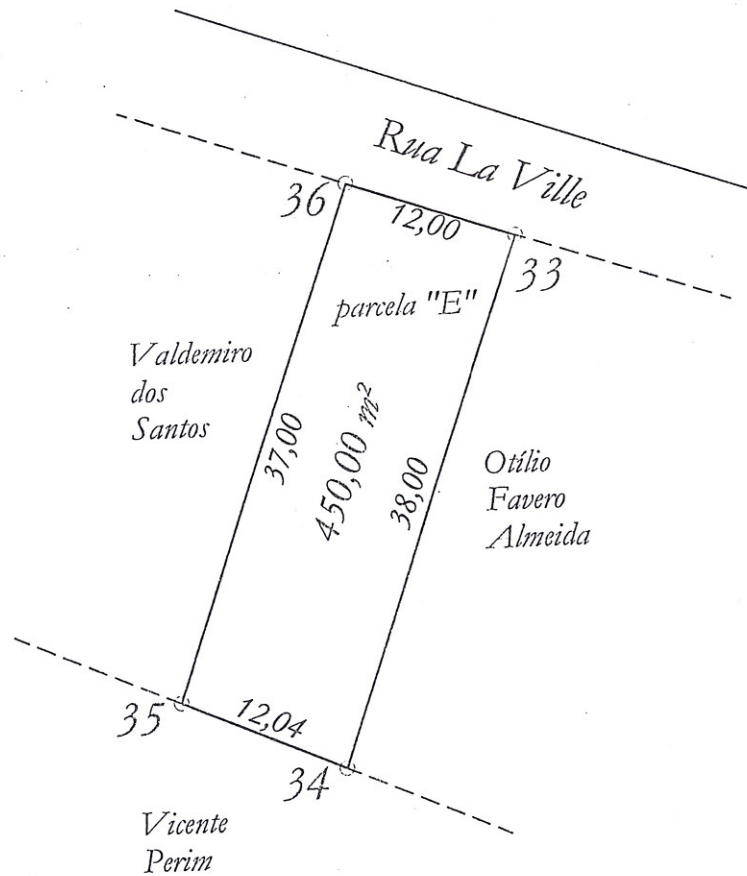 Rua La Ville
36
12,00
33
parcela "E"
Valdemiro
dos
Santos
37,00
450,00 m²
38,00
Otílio
Favero
Almeida
35
12,04
34
Vicente
Perim